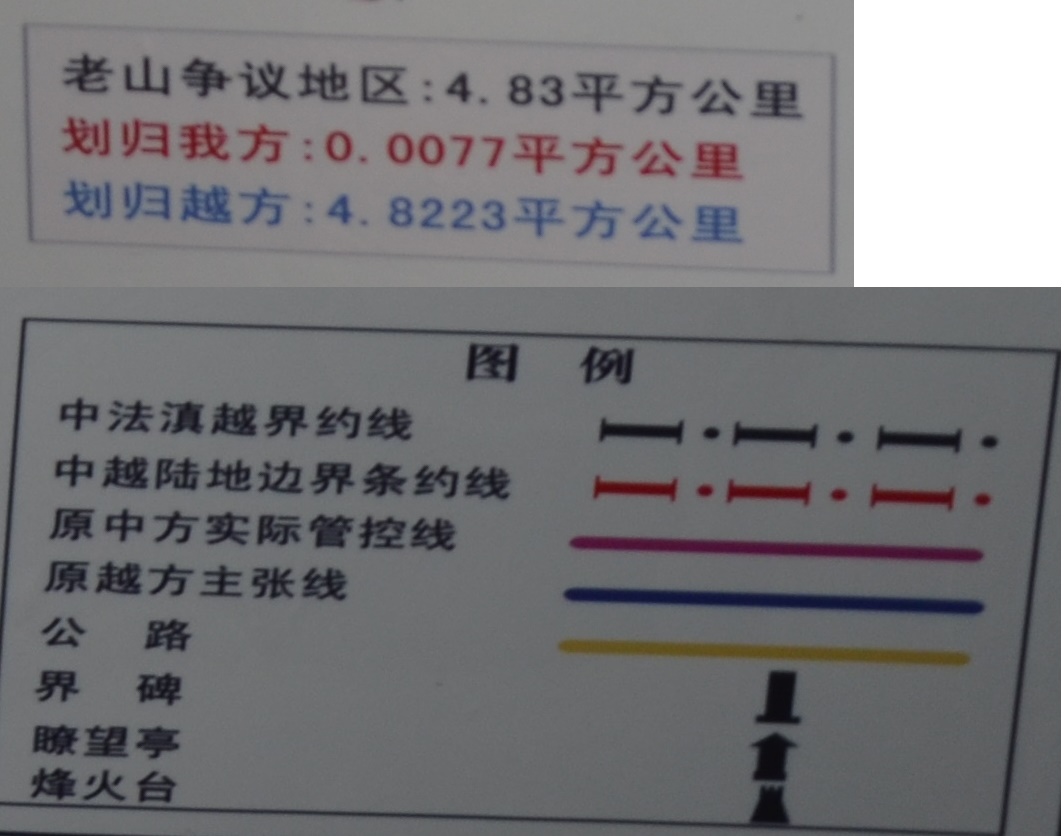 老山争议地区:4.83平方公里
划归我方:0.0077平方公里
划归越方:4.8223平方公里
图 例
中法滇越界约线
中越陆地边界条约线
原中方实际管控线
原越方主张线
公 路
界 碑
瞭望亭
烽火台